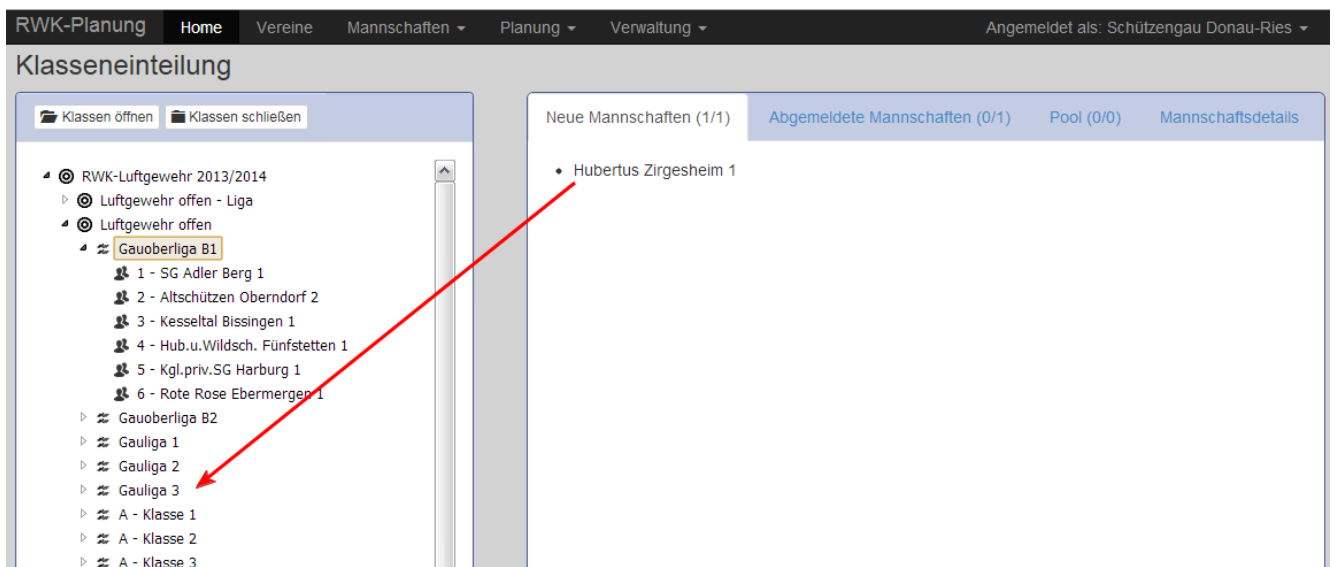 RWK-Planung Home Vereine Mannschaften Planung Verwaltung Angemeldet als: Schützengau Donau-Ries
Klasseneinteilung
Klassen öffnen Klassen schließen
Neue Mannschaften (1/1) Abgemeldete Mannschaften (0/1) Pool (0/0) Mannschaftsdetails
Hubertus Zirgesheim 1
RWK-Luftgewehr 2013/2014
Luftgewehr offen - Liga
Luftgewehr offen
Gauoberliga B1
1 - SG Adler Berg 1
2 - Altschützen Oberndorf 2
3 - Kesseltal Bissingen 1
4 - Hub.u.Wildsch. Fünfstetten 1
5 - Kgl.priv.SG Harburg 1
6 - Rote Rose Ebermergen 1
Gauoberliga B2
Gauliga 1
Gauliga 2
Gauliga 3
A - Klasse 1
A - Klasse 2
A - Klasse 3